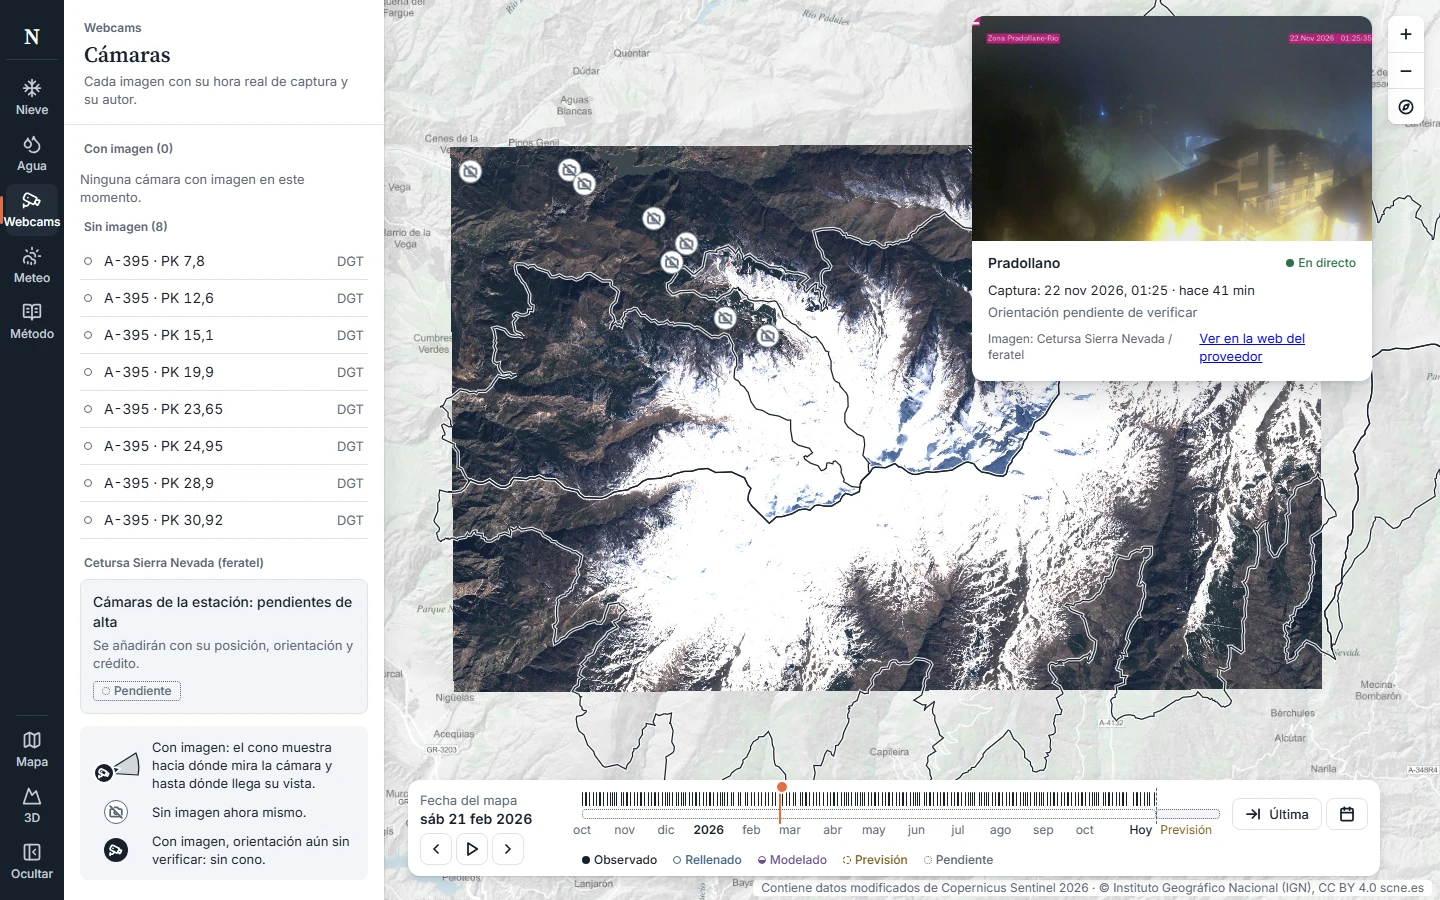 N
Nieve
Agua
Webcams
Meteo
Método
Mapa
3D
Ocultar
Webcams
Cámaras
Cada imagen con su hora real de captura y
su autor.
Con imagen (0)
Ninguna cámara con imagen en este
momento.
Sin imagen (8)
A-395 · PK 7,8 DGT
A-395 · PK 12,6 DGT
A-395 · PK 15,1 DGT
A-395 · PK 19,9 DGT
A-395 · PK 23,65 DGT
A-395 · PK 24,95 DGT
A-395 · PK 28,9 DGT
A-395 · PK 30,92 DGT
Cetursa Sierra Nevada (feratel)
Cámaras de la estación: pendientes de
alta
Se añadirán con su posición, orientación y
crédito.
Pendiente
Con imagen: el cono muestra
hacia dónde mira la cámara y
hasta dónde llega su vista.
Sin imagen ahora mismo.
Con imagen, orientación aún sin
verificar: sin cono.
Fargue
Río Padules
Quéntar
Dúdar
Aguas
Blancas
Cenes de la
Pinos Genil
Vega
Barrio de la
Vega
Cumbres
Verdes
Nigüelas
Acequias
GR-3203
Capileira
A-4132
Bérchules
Alcútar
Mecina-
Bombarón
Narila
A-348R4
Lanjarón
Zona Pradollano-Rio
22 Nov 2026 01:25:35
Pradollano
En directo
Captura: 22 nov 2026, 01:25 · hace 41 min
Orientación pendiente de verificar
Imagen: Cetursa Sierra Nevada /
feratel
Ver en la web del
proveedor
Fecha del mapa
sáb 21 feb 2026
oct nov dic 2026 feb mar abr may jun jul ago sep oct Hoy Previsión
Observado Rellenado Modelado Previsión Pendiente
Última
Contiene datos modificados de Copernicus Sentinel 2026 · © Instituto Geográfico Nacional (IGN), CC BY 4.0 scne.es